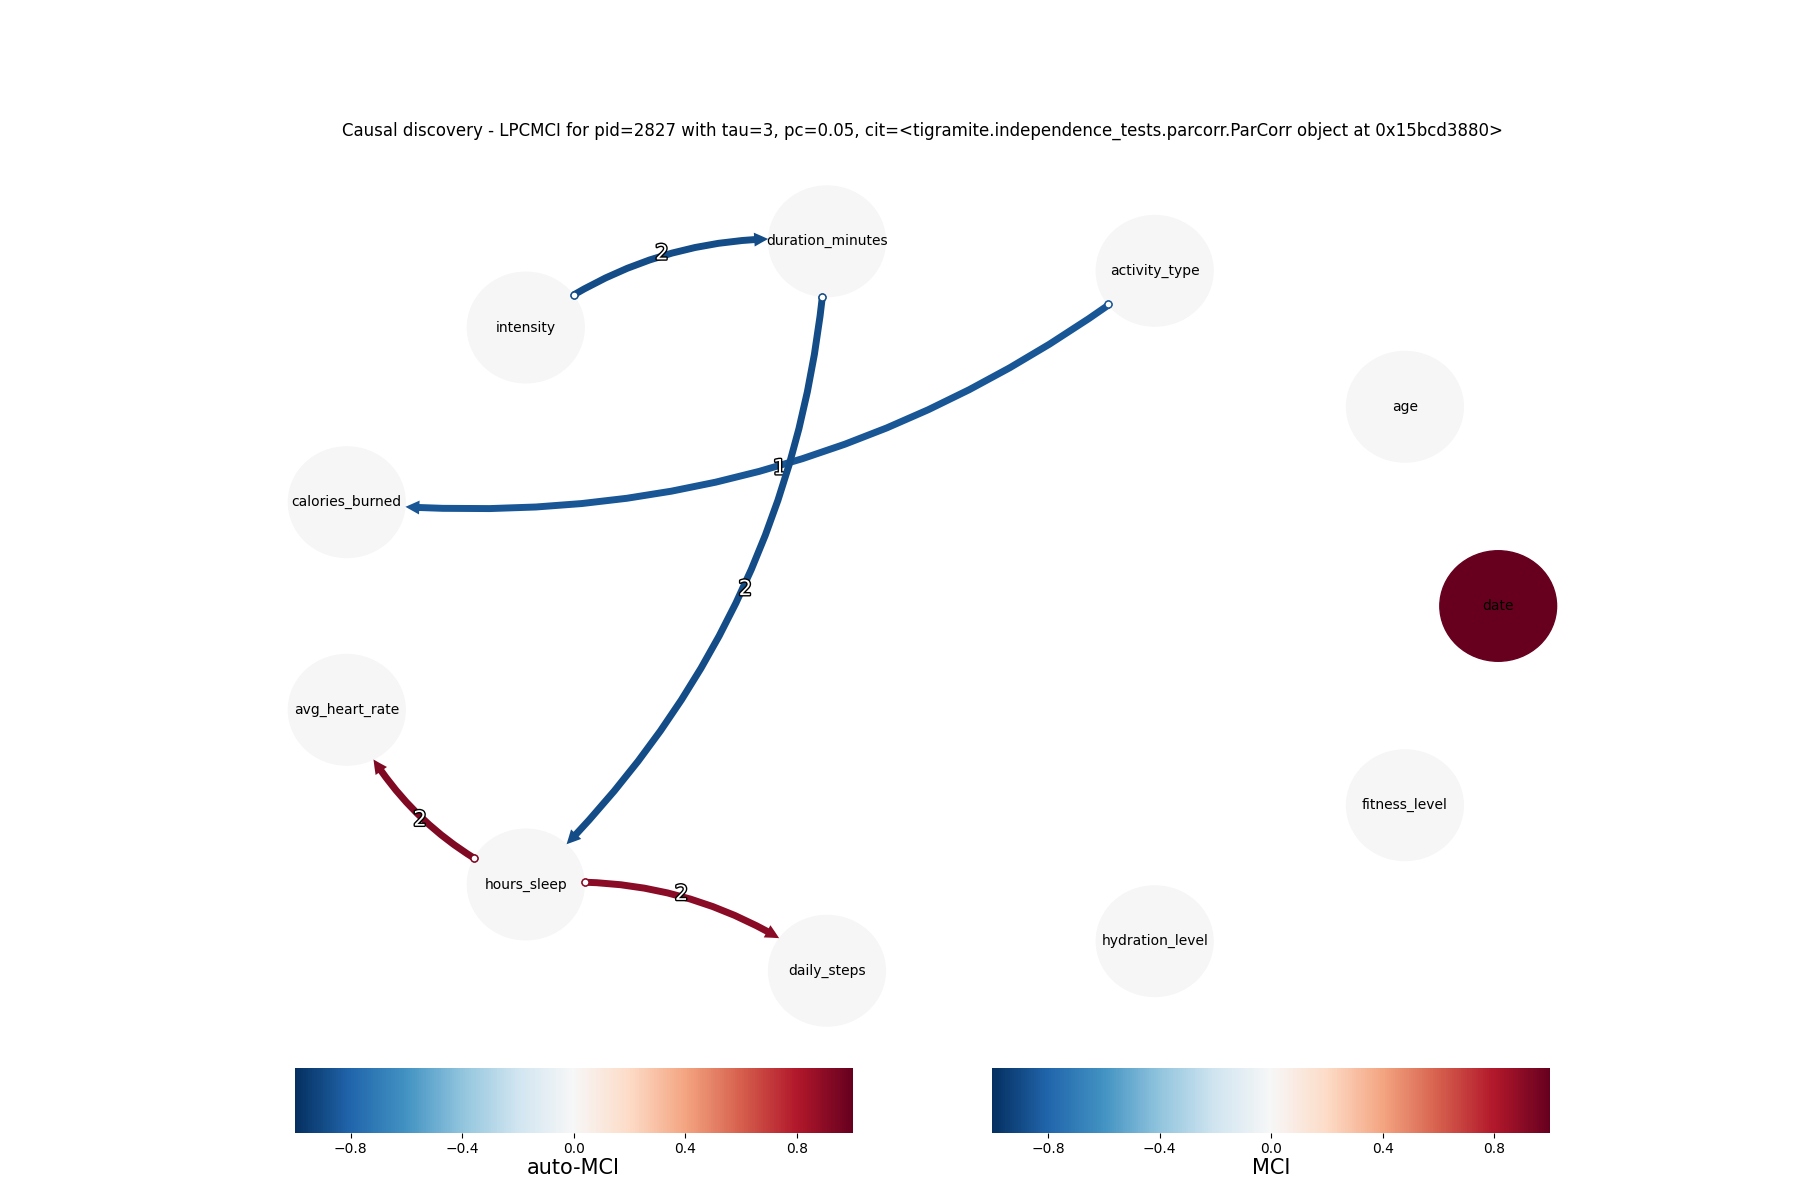 Causal discovery - LPCMCI for pid=2827 with tau=3, pc=0.05, cit=<tigramite.independence_tests.parcorr.ParCorr object at 0x15bcd3880>
duration_minutes
2
activity_type
intensity
age
1
calories_burned
2
date
avg_heart_rate
fitness_level
2
hours_sleep
2
hydration_level
daily_steps
−0.8 −0.4 0.0 0.4 0.8
auto-MCI
−0.8 −0.4 0.0 0.4 0.8
MCI